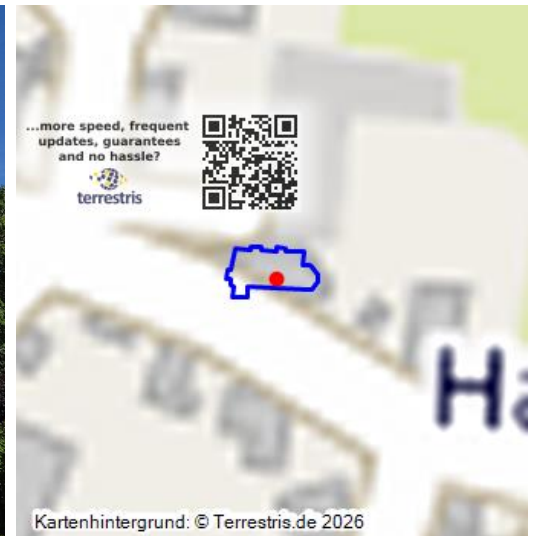 ...more speed, frequent
updates, guarantees
and no hassle?
terrestris
Ha
Kartenhintergrund: © Terrestris.de 2026